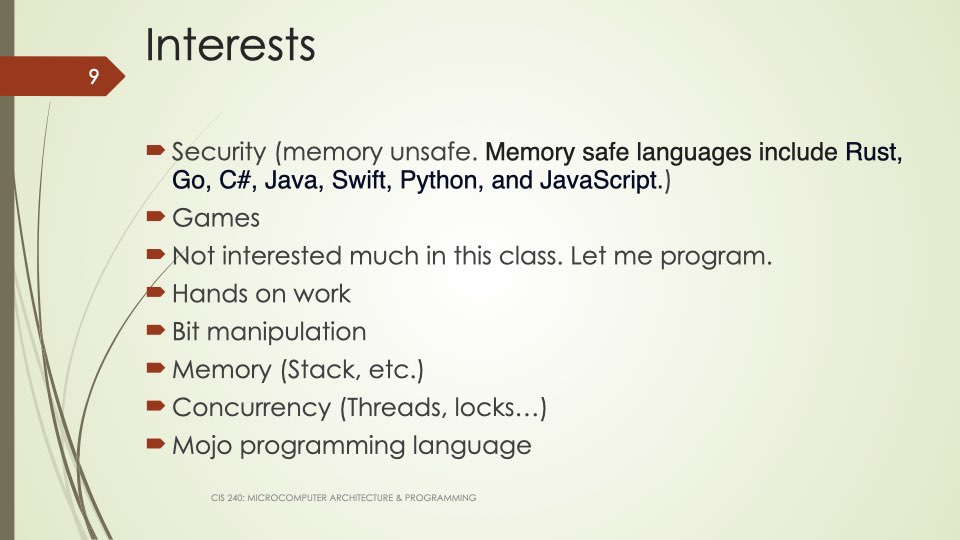 Interests
9
Security (memory unsafe. Memory safe languages include Rust,
Go, C#, Java, Swift, Python, and JavaScript.)
Games
Not interested much in this class. Let me program.
Hands on work
Bit manipulation
Memory (Stack, etc.)
Concurrency (Threads, locks…)
Mojo programming language
CIS 240: MICROCOMPUTER ARCHITECTURE & PROGRAMMING